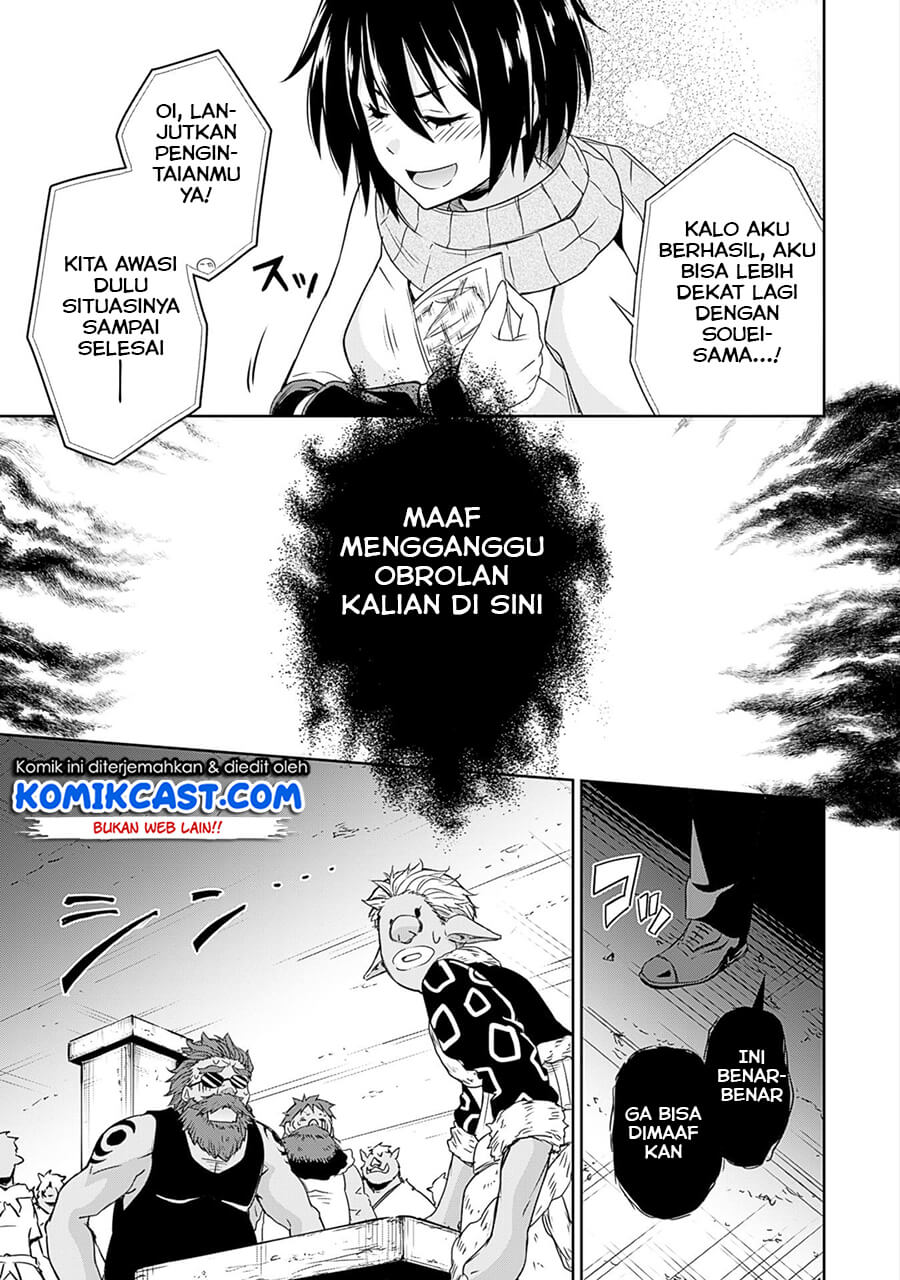 KALO AKU
BERHASIL, AKU
BISA LEBIH
DEKAT LAGI
DENGAN
SOUEI-
SAMA...!
OI, LAN-
JUTKAN
PENGIN-
TAIANMU
YA!
KITA AWASI
DULU
SITUASINYA
SAMPAI
SELESAI
—
スッ
MAAF
MENGGANGGU
OBROLAN
KALIAN DI SINI
Komik ini diterjemahkan & diedit oleh
KOMIKCAST.COM
BUKAN WEB LAIN!!
コッ
INI
BENAR-
BENAR
GA BISA
DIMAAF
KAN